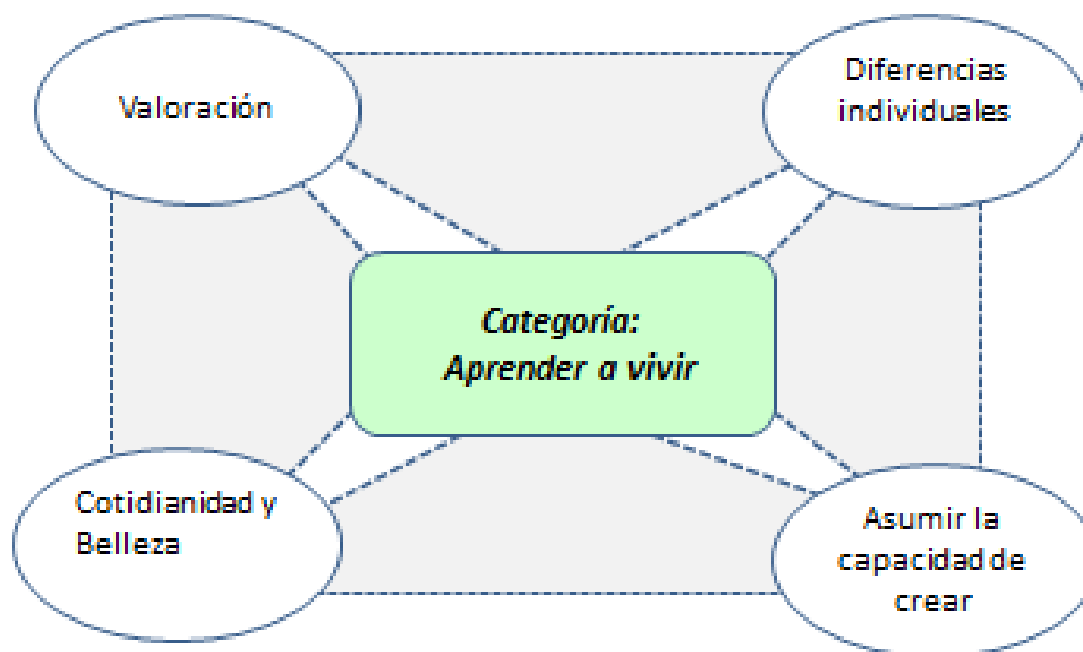 Valoración
Diferencias
individuales
Categoría:
Aprender a vivir
Cotidianidad y
Belleza
Asumir la
capacidad de
crear